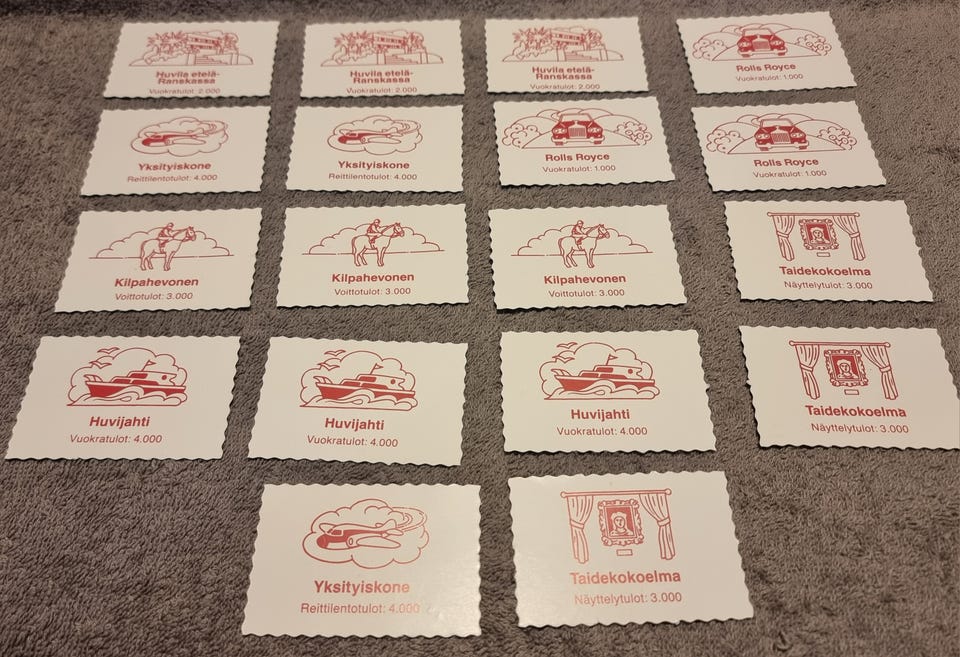 Huvila etelä-
Ranskassa
Vuokratulot: 2.000
Huvila etelä-
Ranskassa
Vuokratulot: 2.000
Huvila etelä-
Ranskassa
Vuokratulot: 2.000
Rolls Royce
Vuokratulot: 1.000
Yksityiskone
Reittilentotulot: 4.000
Yksityiskone
Reittilentotulot: 4.000
Rolls Royce
Vuokratulot: 1.000
Rolls Royce
Vuokratulot: 1.000
Kilpahevonen
Voittotulot: 3.000
Kilpahevonen
Voittotulot: 3.000
Kilpahevonen
Voittotulot: 3.000
Taidekokoelma
Näyttelytulot: 3.000
Huvijahti
Vuokratulot: 4.000
Huvijahti
Vuokratulot: 4.000
Huvijahti
Vuokratulot: 4.000
Taidekokoelma
Näyttelytulot: 3.000
Yksityiskone
Reittilentotulot: 4.000
Taidekokoelma
Näyttelytulot: 3.000